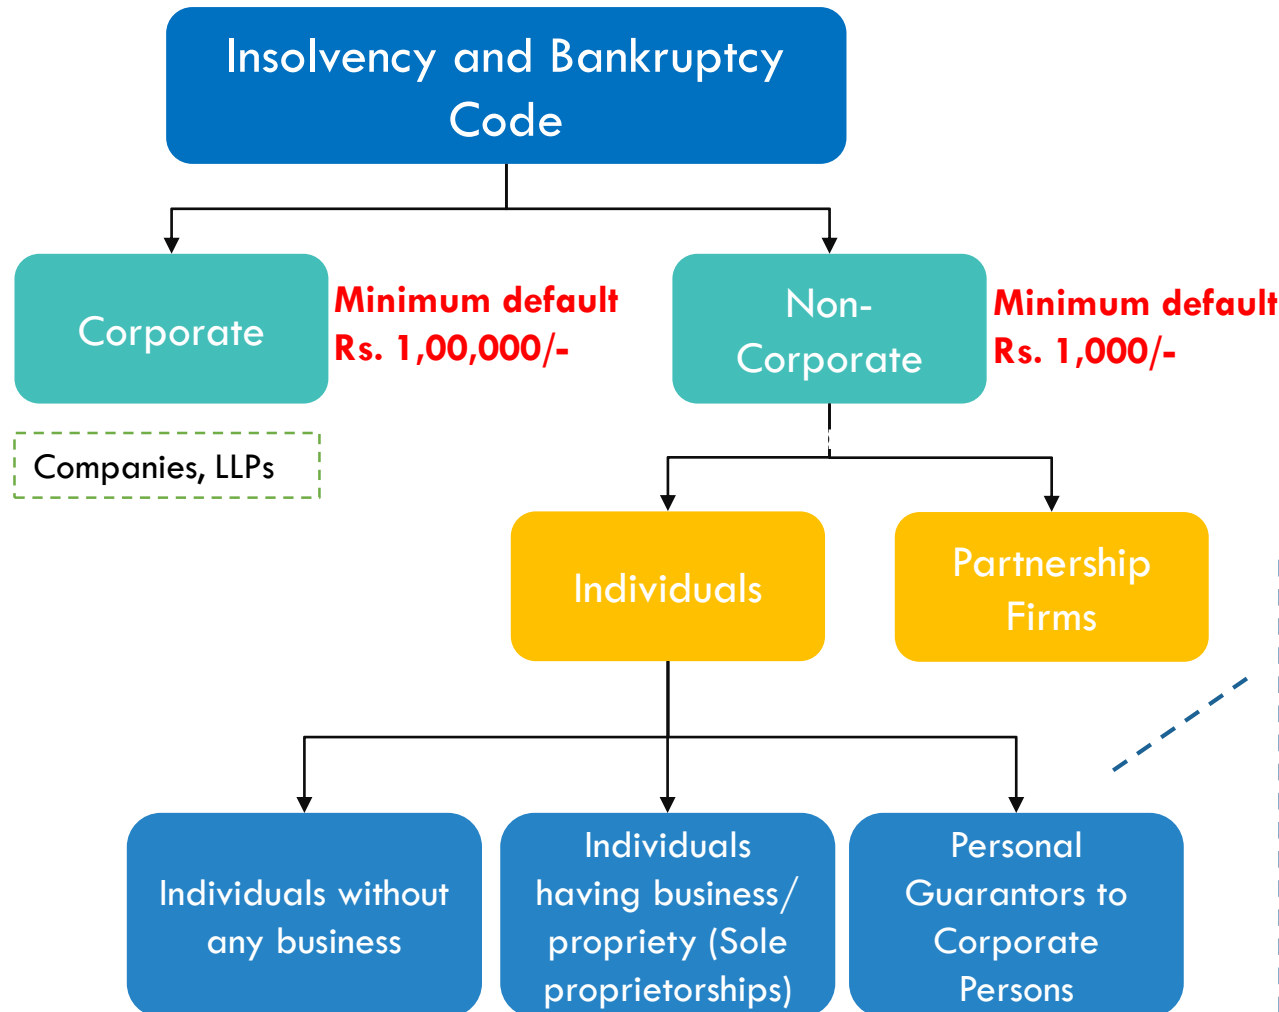 Insolvency and Bankruptcy
Code
Corporate
Minimum default
Rs. 1,00,000/-
Non-
Corporate
Minimum default
Rs. 1,000/-
Companies, LLPs
Individuals
Partnership
Firms
Individuals without
any business
Individuals
having business/
propriety (Sole
proprietorships)
Personal
Guarantors to
Corporate
Persons